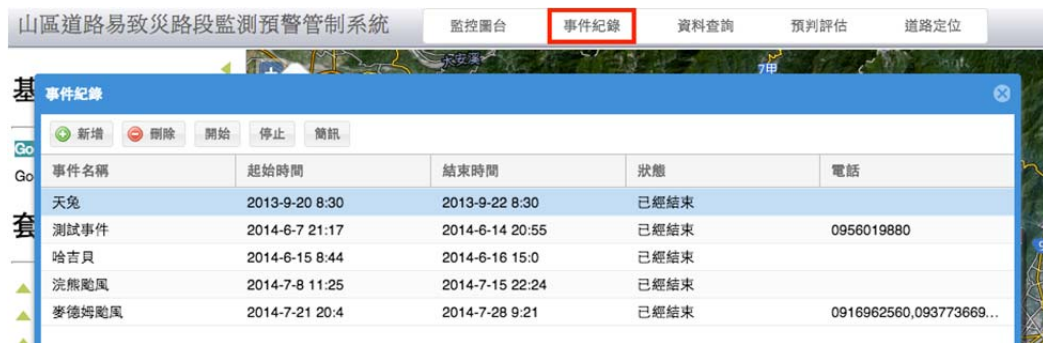 山區道路易致災路段監測預警管制系統 監控圖台 事件紀錄 資料查詢 預判評估 道路定位
7甲
基
事件紀錄
新增 刪除 開始 停止 簡訊
Go
事件名稱 起始時間 結束時間 狀態 電話
Go
天兔 2013-9-20 8:30 2013-9-22 8:30 已經結束
套
測試事件 2014-6-7 21:17 2014-6-14 20:55 已經結束 0956019880
哈吉貝 2014-6-15 8:44 2014-6-16 15:0 已經結束
浣熊颱風 2014-7-8 11:25 2014-7-15 22:24 已經結束
麥德姆颱風 2014-7-21 20:4 2014-7-28 9:21 已經結束 0916962560,093773669...